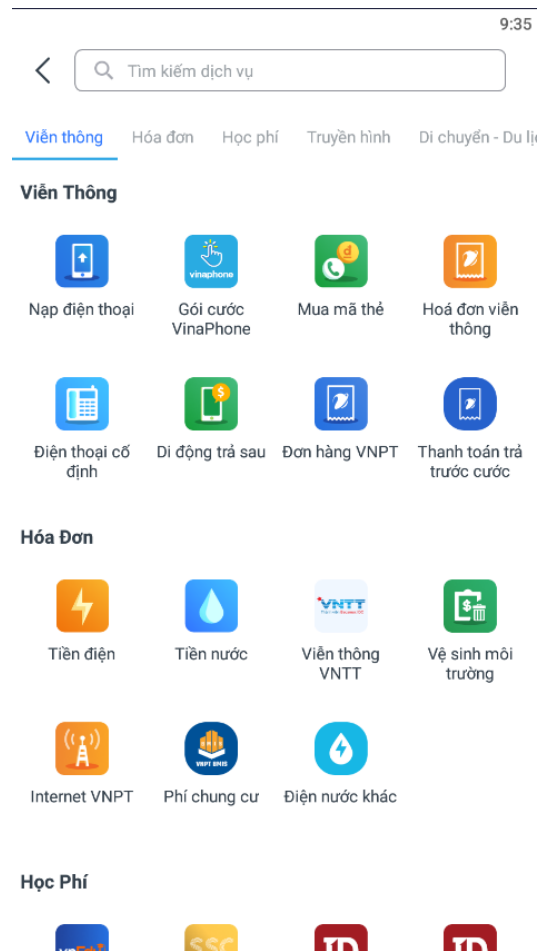 9:35
Tìm kiếm dịch vụ
Viễn thông Hóa đơn Học phí Truyền hình Di chuyển - Du
Viễn Thông
vinaphone
Nạp điện thoại
Gói cước
VinaPhone
Mua mã thẻ
Hoá đơn viễn
thông
Điện thoại cố
định
Di động trả sau
Đơn hàng VNPT
Thanh toán trả
trước cước
Hóa Đơn
VNTT
Tiền điện
Tiền nước
Viễn thông
VNTT
Vệ sinh môi
trường
VNPT BMIS
Internet VNPT
Phí chung cư
Điện nước khác
Học Phí
SSC